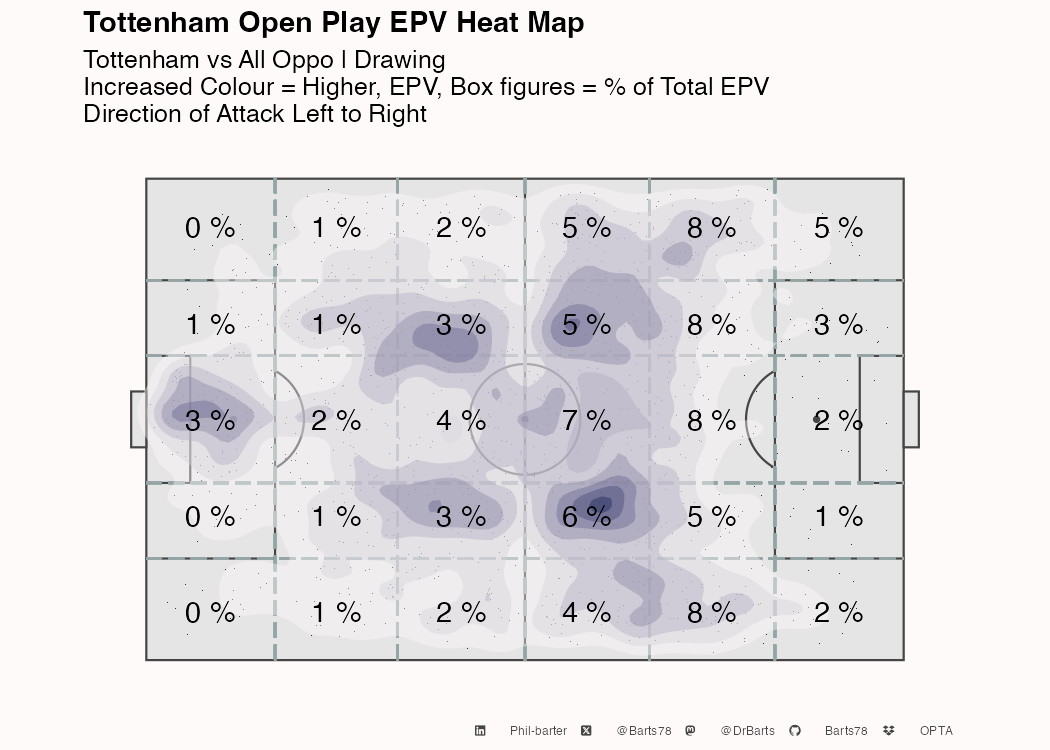 Tottenham Open Play EPV Heat Map
Tottenham vs All Oppo | Drawing
Increased Colour = Higher, EPV, Box figures = % of Total EPV
Direction of Attack Left to Right
0 % 1 % 2 % 5 % 8 % 5 %
1 % 1 % 3 % 5 % 8 % 3 %
3 % 2 % 4 % 7 % 8 % 2 %
0 % 1 % 3 % 6 % 5 % 1 %
0 % 1 % 2 % 4 % 8 % 2 %
Phil-barter @Barts78 @DrBarts Barts78 OPTA